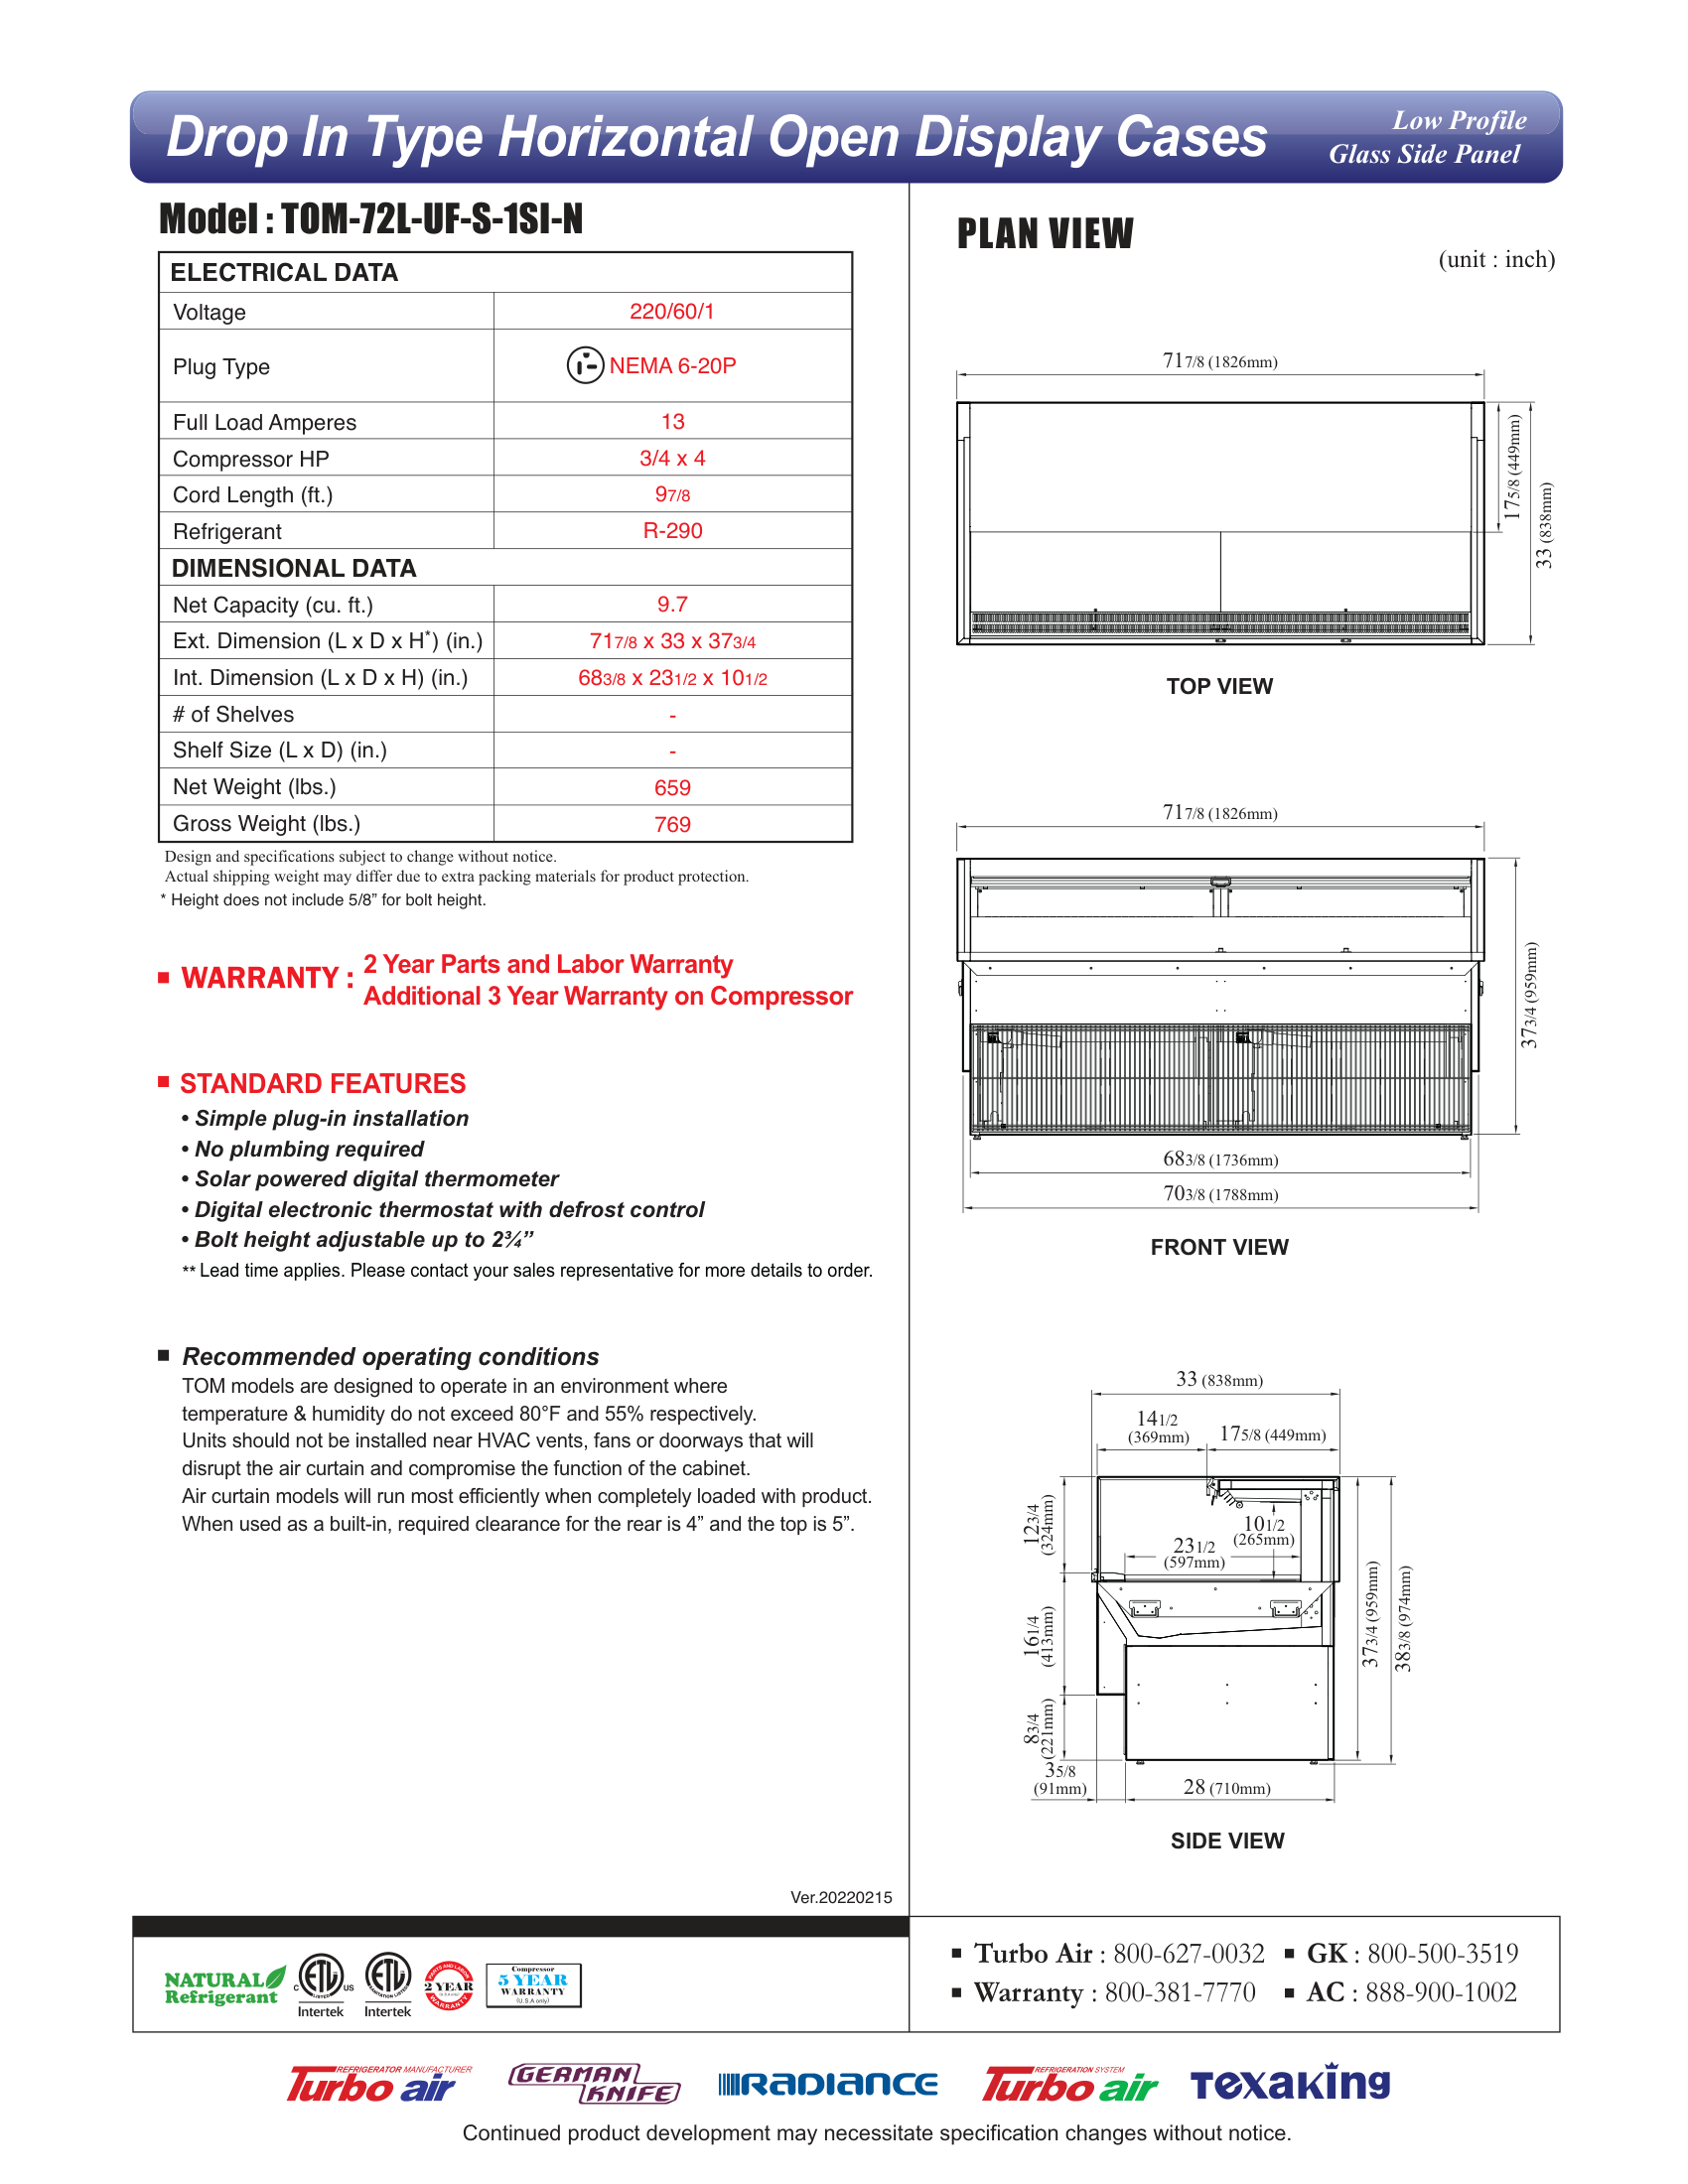 Drop In Type Horizontal Open Display Cases
Low Profile
Glass Side Panel
Model : TOM-72L-UF-S-1SI-N
ELECTRICAL DATA
Voltage 220/60/1
Plug Type NEMA 6-20P
Full Load Amperes 13
Compressor HP 3/4 x 4
Cord Length (ft.) 97/8
Refrigerant R-290
DIMENSIONAL DATA
Net Capacity (cu. ft.) 9.7
Ext. Dimension (L x D x H*) (in.) 717/8 x 33 x 373/4
Int. Dimension (L x D x H) (in.) 683/8 x 231/2 x 101/2
# of Shelves -
Shelf Size (L x D) (in.) -
Net Weight (lbs.) 659
Gross Weight (lbs.) 769
Design and specifications subject to change without notice.
Actual shipping weight may differ due to extra packing materials for product protection.
* Height does not include 5/8” for bolt height.
■ WARRANTY : 2 Year Parts and Labor Warranty
Additional 3 Year Warranty on Compressor
■ STANDARD FEATURES
• Simple plug-in installation
• No plumbing required
• Solar powered digital thermometer
• Digital electronic thermostat with defrost control
• Bolt height adjustable up to 2¾”
** Lead time applies. Please contact your sales representative for more details to order.
■ Recommended operating conditions
TOM models are designed to operate in an environment where
temperature & humidity do not exceed 80°F and 55% respectively.
Units should not be installed near HVAC vents, fans or doorways that will
disrupt the air curtain and compromise the function of the cabinet.
Air curtain models will run most efficiently when completely loaded with product.
When used as a built-in, required clearance for the rear is 4” and the top is 5”.
Ver.20220215
PLAN VIEW
(unit : inch)
717/8 (1826mm)
175/8 (449mm)
33 (838mm)
TOP VIEW
717/8 (1826mm)
373/4 (959mm)
683/8 (1736mm)
703/8 (1788mm)
FRONT VIEW
33 (838mm)
141/2
(369mm)
175/8 (449mm)
123/4
(324mm)
101/2
(265mm)
231/2
(597mm)
161/4
(413mm)
373/4 (959mm)
383/8 (974mm)
83/4
(221mm)
35/8
(91mm)
28 (710mm)
SIDE VIEW
NATURAL
Refrigerant
C ETL US
LISTED
Intertek
ETL
SANITATION LISTED
Intertek
PARTS AND LABOR
2 YEAR
WARRANTY
Compressor
5 YEAR
WARRANTY
(U.S.A only)
■ Turbo Air : 800-627-0032 ■ GK : 800-500-3519
■ Warranty : 800-381-7770 ■ AC : 888-900-1002
REFRIGERATOR MANUFACTURER
Turbo air
GERMAN
KNIFE
RADIANCE
REFRIGERATION SYSTEM
Turbo air
TEXAKING
Continued product development may necessitate specification changes without notice.